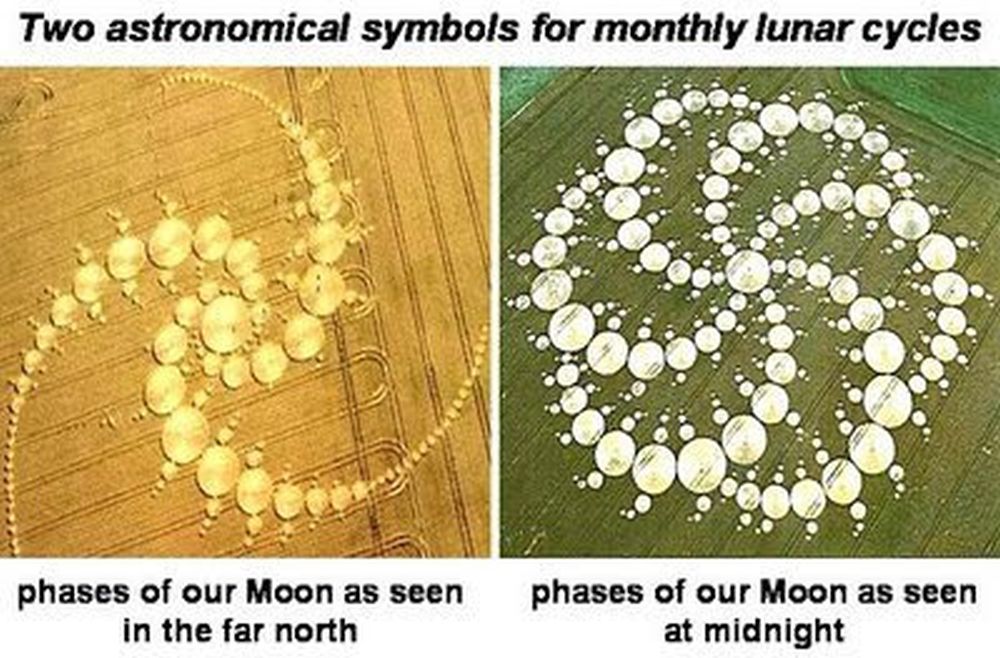 Two astronomical symbols for monthly lunar cycles
phases of our Moon as seen
in the far north
phases of our Moon as seen
at midnight